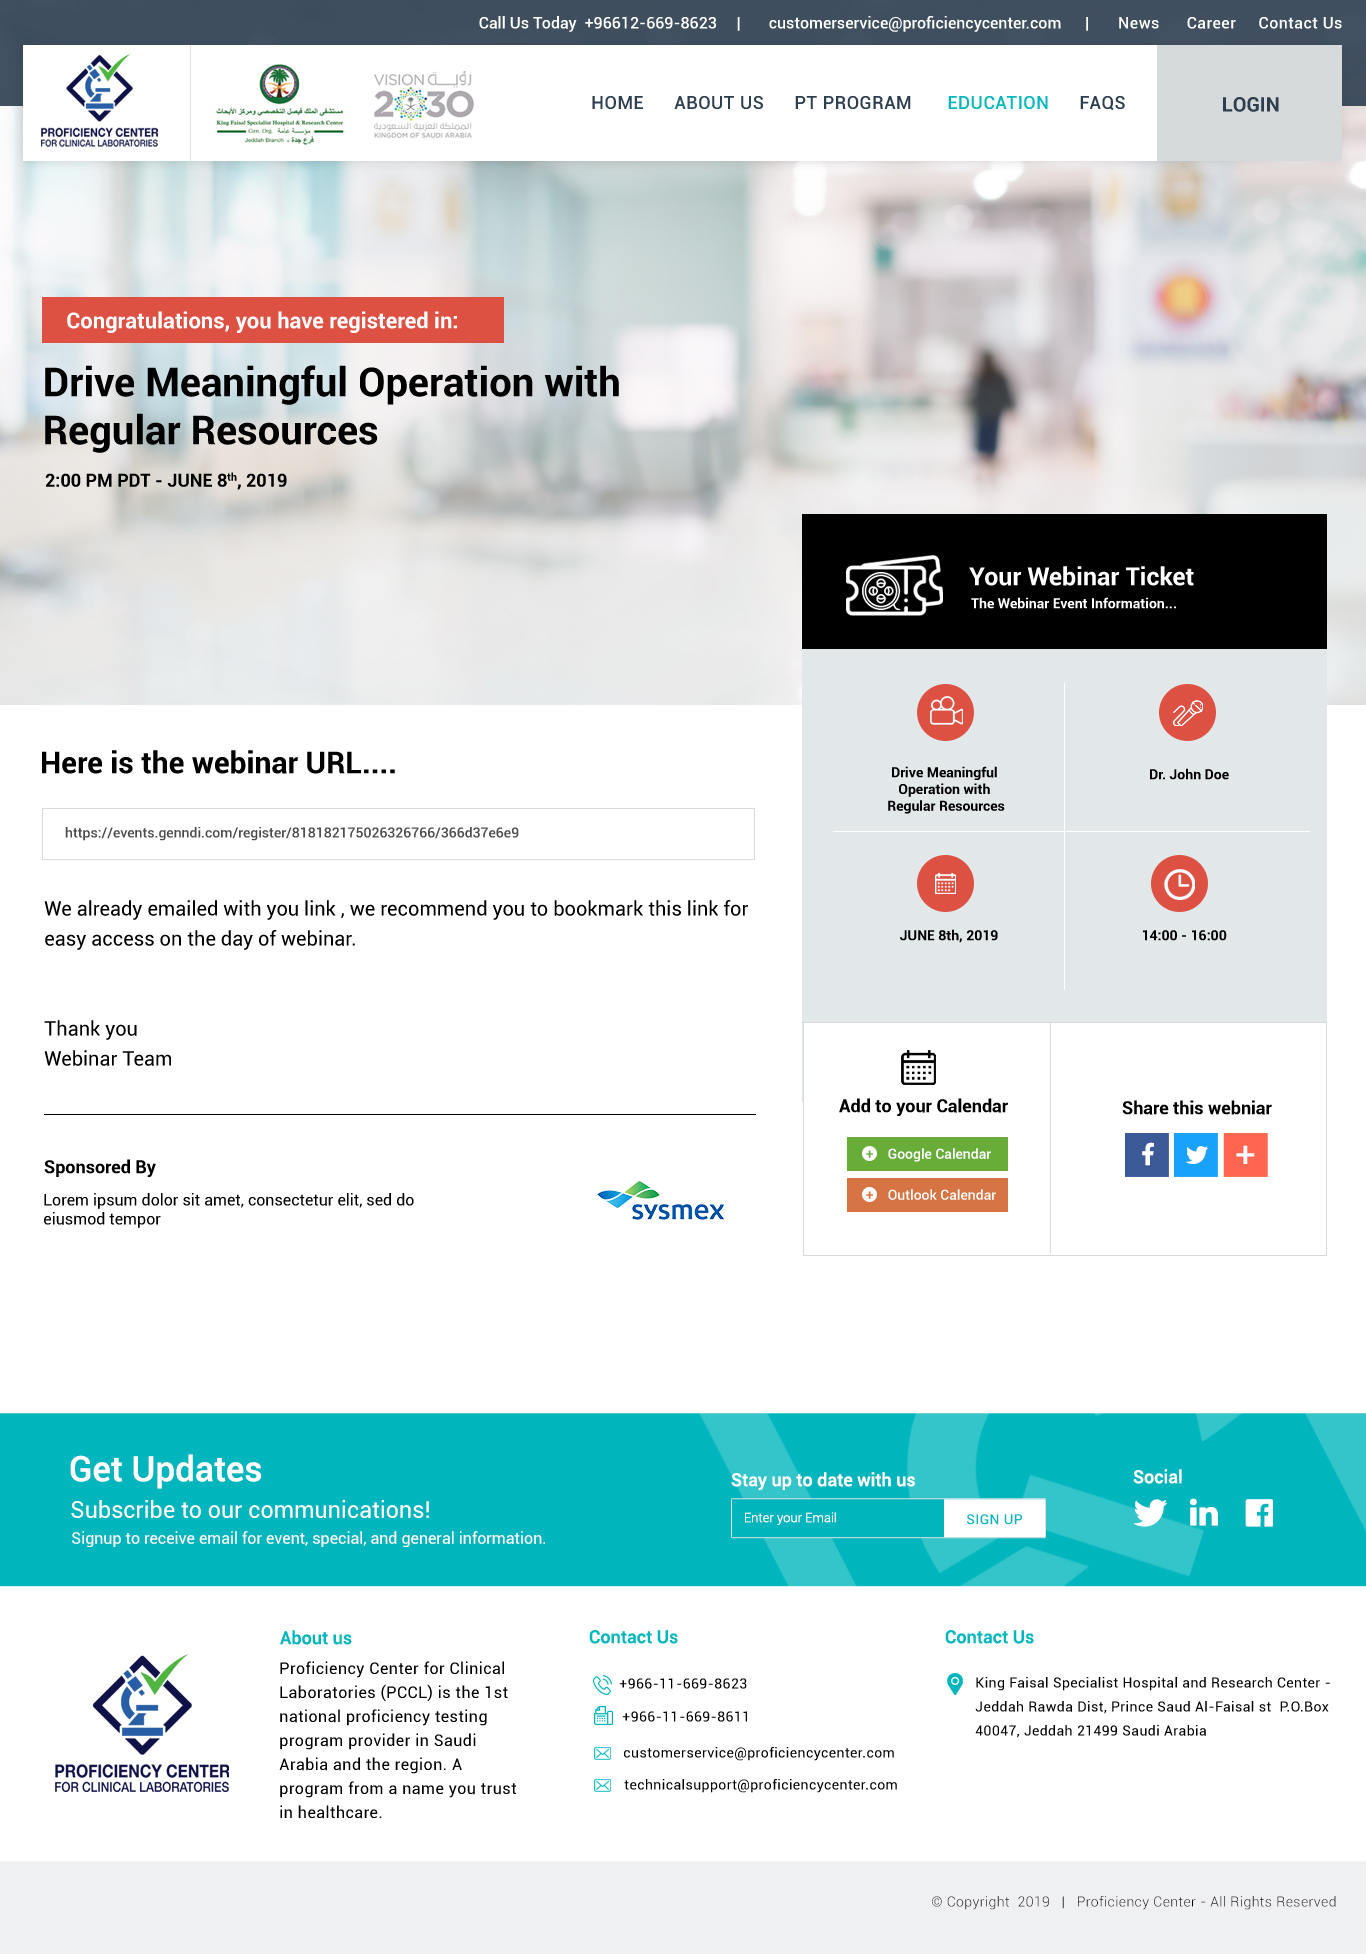 Call Us Today +96612-669-8623 | customerservice@proficiencycenter.com | News Career Contact Us
PROFICIENCY CENTER
FOR CLINICAL LABORATORIES
مستشفى الملك فيصل التخصصي ومركز الأبحاث
King Faisal Specialist Hospital & Research Center
Gen. Org. مؤسسة عامة
Jeddah Branch - فرع جدة
VISION رؤيــة
2030
المملكة العربية السعودية
KINGDOM OF SAUDI ARABIA
HOME ABOUT US PT PROGRAM EDUCATION FAQS LOGIN
Congratulations, you have registered in:
Drive Meaningful Operation with
Regular Resources
2:00 PM PDT - JUNE 8th, 2019
Your Webinar Ticket
The Webinar Event Information...
Drive Meaningful
Operation with
Regular Resources
Dr. John Doe
JUNE 8th, 2019
14:00 - 16:00
Here is the webinar URL....
https://events.genndi.com/register/818182175026326766/366d37e6e9
We already emailed with you link , we recommend you to bookmark this link for
easy access on the day of webinar.
Thank you
Webinar Team
Add to your Calendar
Google Calendar
Outlook Calendar
Share this webniar
Sponsored By
Lorem ipsum dolor sit amet, consectetur elit, sed do
eiusmod tempor
sysmex
Get Updates
Subscribe to our communications!
Signup to receive email for event, special, and general information.
Stay up to date with us
Enter your Email
SIGN UP
Social
PROFICIENCY CENTER
FOR CLINICAL LABORATORIES
About us
Proficiency Center for Clinical
Laboratories (PCCL) is the 1st
national proficiency testing
program provider in Saudi
Arabia and the region. A
program from a name you trust
in healthcare.
Contact Us
+966-11-669-8623
+966-11-669-8611
customerservice@proficiencycenter.com
technicalsupport@proficiencycenter.com
Contact Us
King Faisal Specialist Hospital and Research Center -
Jeddah Rawda Dist, Prince Saud Al-Faisal st P.O.Box
40047, Jeddah 21499 Saudi Arabia
© Copyright 2019 | Proficiency Center - All Rights Reserved